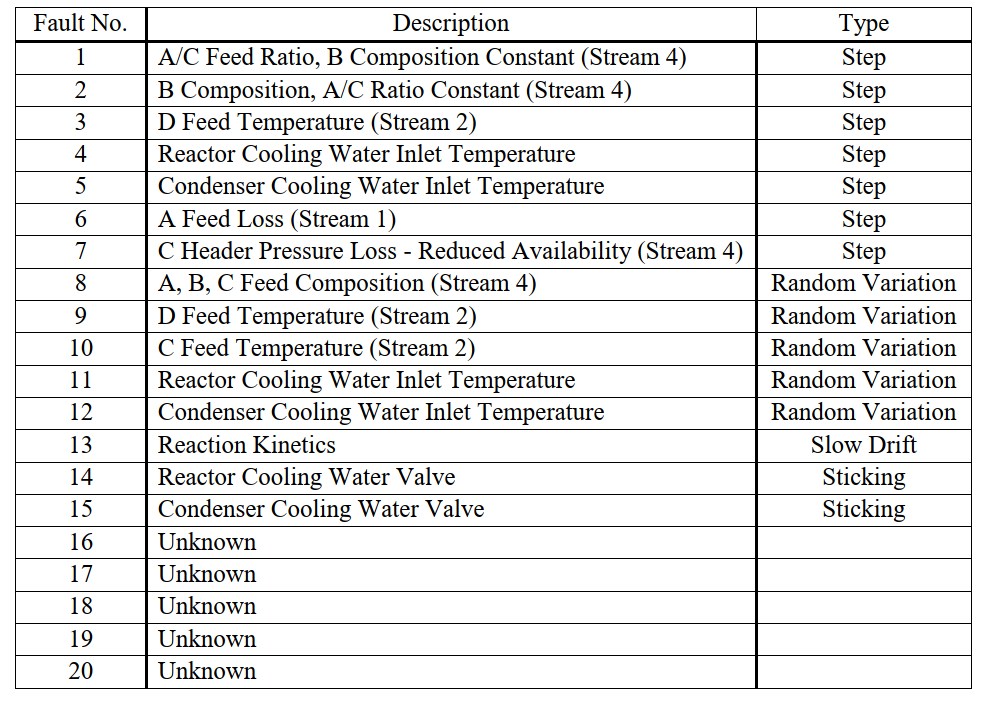 Fault No. Description Type
1 A/C Feed Ratio, B Composition Constant (Stream 4) Step
2 B Composition, A/C Ratio Constant (Stream 4) Step
3 D Feed Temperature (Stream 2) Step
4 Reactor Cooling Water Inlet Temperature Step
5 Condenser Cooling Water Inlet Temperature Step
6 A Feed Loss (Stream 1) Step
7 C Header Pressure Loss - Reduced Availability (Stream 4) Step
8 A, B, C Feed Composition (Stream 4) Random Variation
9 D Feed Temperature (Stream 2) Random Variation
10 C Feed Temperature (Stream 2) Random Variation
11 Reactor Cooling Water Inlet Temperature Random Variation
12 Condenser Cooling Water Inlet Temperature Random Variation
13 Reaction Kinetics Slow Drift
14 Reactor Cooling Water Valve Sticking
15 Condenser Cooling Water Valve Sticking
16 Unknown
17 Unknown
18 Unknown
19 Unknown
20 Unknown